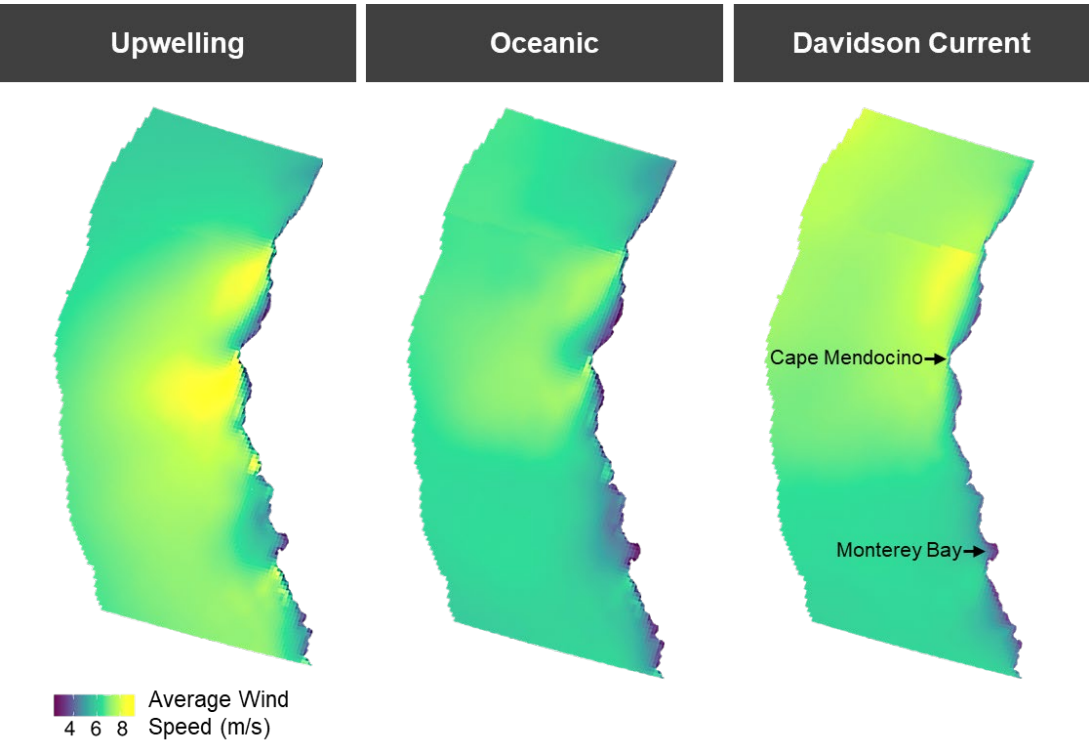 Upwelling
Oceanic
Davidson Current
Cape Mendocino
Monterey Bay
Average Wind
Speed (m/s)
4 6 8